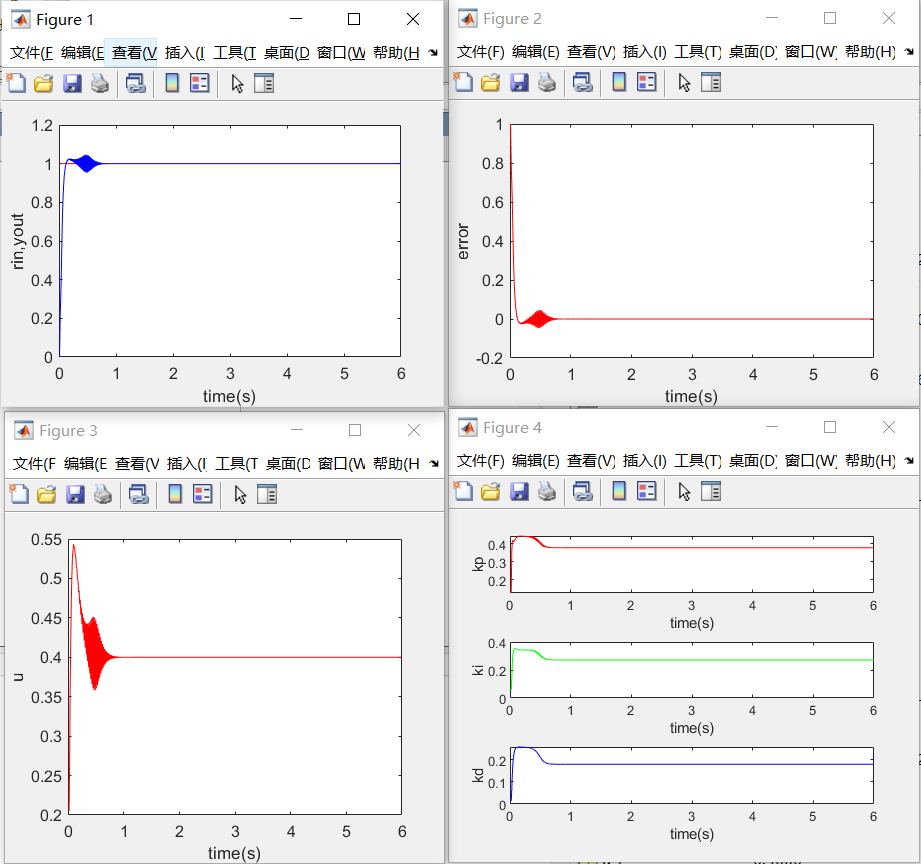 Figure 1
文件(F 编辑(E 查看(V 插入(I 工具(T 桌面(D 窗口(W 帮助(H
1.2
1
0.8
0.6
0.4
0.2
0
rin,yout
0 1 2 3 4 5 6
time(s)
Figure 2
文件(F) 编辑(E) 查看(V) 插入(I) 工具(T) 桌面(D) 窗口(W) 帮助(H)
1
0.8
0.6
0.4
0.2
0
-0.2
error
0 1 2 3 4 5 6
time(s)
Figure 3
文件(F 编辑(E 查看(V 插入(I 工具(T 桌面(D 窗口(W 帮助(H
0.55
0.5
0.45
0.4
0.35
0.3
0.25
0.2
u
0 1 2 3 4 5 6
time(s)
Figure 4
文件(F) 编辑(E) 查看(V) 插入(I) 工具(T) 桌面(D) 窗口(W) 帮助(H)
0.4
0.3
0.2
kp
0 1 2 3 4 5 6
time(s)
0.4
0.2
0
ki
0 1 2 3 4 5 6
time(s)
0.2
0.1
0
kd
0 1 2 3 4 5 6
time(s)